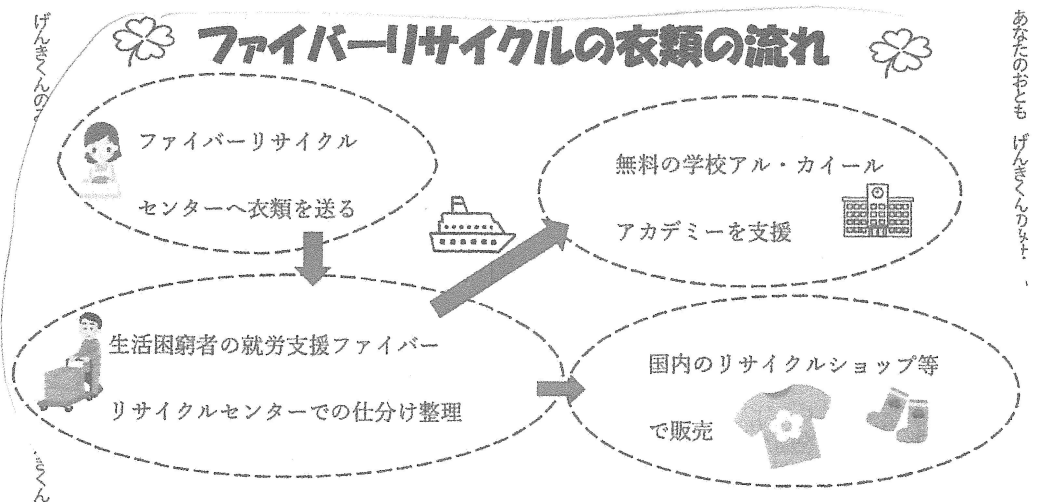 ファイバーリサイクルの衣類の流れ
ファイバーリサイクル
センターへ衣類を送る
無料の学校アル・カイール
アカデミーを支援
生活困窮者の就労支援ファイバー
リサイクルセンターでの仕分け整理
国内のリサイクルショップ等
で販売
あなたのおとも げんきくんの
げんきくんの
くん